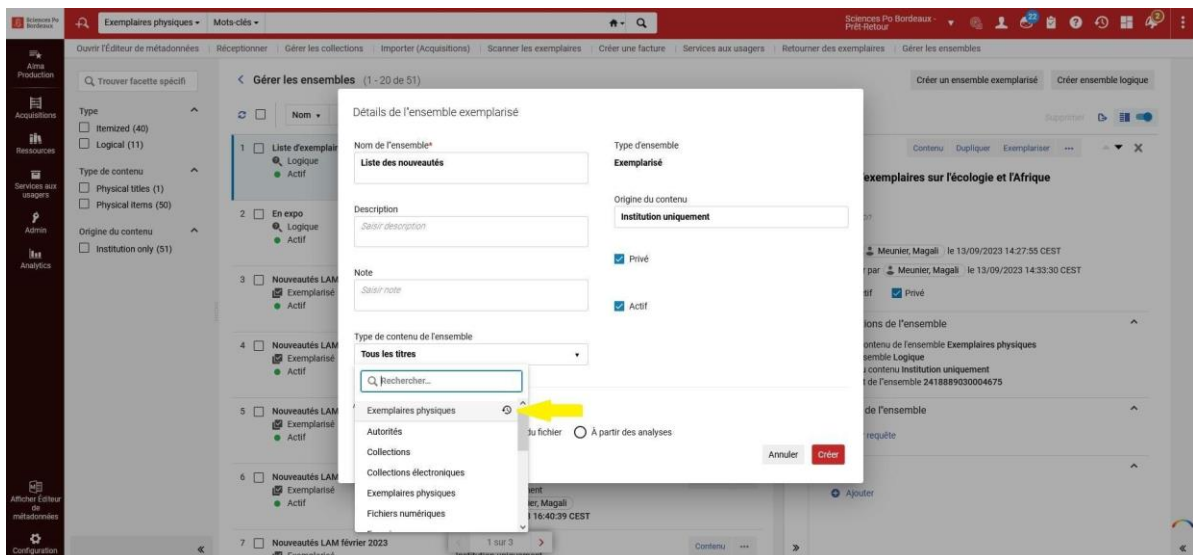 Sciences Po
Bordeaux
Exemplaires physiques
Mots-clés
Sciences Po Bordeaux -
Prêt-Retour
22
2
Ouvrir l'Éditeur de métadonnées | Réceptionner | Gérer les collections | Importer (Acquisitions) | Scanner les exemplaires | Créer une facture | Services aux usagers | Retourner des exemplaires | Gérer les ensembles
Alma
Production
Acquisitions
Ressources
Services aux
usagers
Admin
Analytics
Afficher Éditeur
de
métadonnées
Configuration
Trouver facette spécifi
Type
Itemized (40)
Logical (11)
Type de contenu
Physical titles (1)
Physical items (50)
Origine du contenu
Institution only (51)
Gérer les ensembles (1 - 20 de 51)
Créer un ensemble exemplarisé
Créer ensemble logique
Nom
Supprimer
1 Liste d'exemplair
Logique
Actif
2 En expo
Logique
Actif
3 Nouveautés LAM
Exemplarisé
Actif
4 Nouveautés LAM
Exemplarisé
Actif
5 Nouveautés LAM
Exemplarisé
Actif
6 Nouveautés LAM
Exemplarisé
Actif
7 Nouveautés LAM février 2023
Détails de l'ensemble exemplarisé
Nom de l'ensemble*
Liste des nouveautés
Type d'ensemble
Exemplarisé
Origine du contenu
Institution uniquement
Description
Saisir description
Privé
Note
Saisir note
Actif
Type de contenu de l'ensemble
Tous les titres
Rechercher...
Exemplaires physiques
Autorités
Collections
Collections électroniques
Exemplaires physiques
Fichiers numériques
du fichier
À partir des analyses
Annuler
Créer
er, Magali
16:40:39 CEST
1 sur 3
Contenu
Contenu Dupliquer Exemplariser
exemplaires sur l'écologie et l'Afrique
Meunier, Magali le 13/09/2023 14:27:55 CEST
par Meunier, Magali le 13/09/2023 14:33:30 CEST
tif Privé
ions de l'ensemble
ontenu de l'ensemble Exemplaires physiques
semble Logique
u contenu Institution uniquement
t de l'ensemble 2418889030004675
de l'ensemble
requête
Ajouter